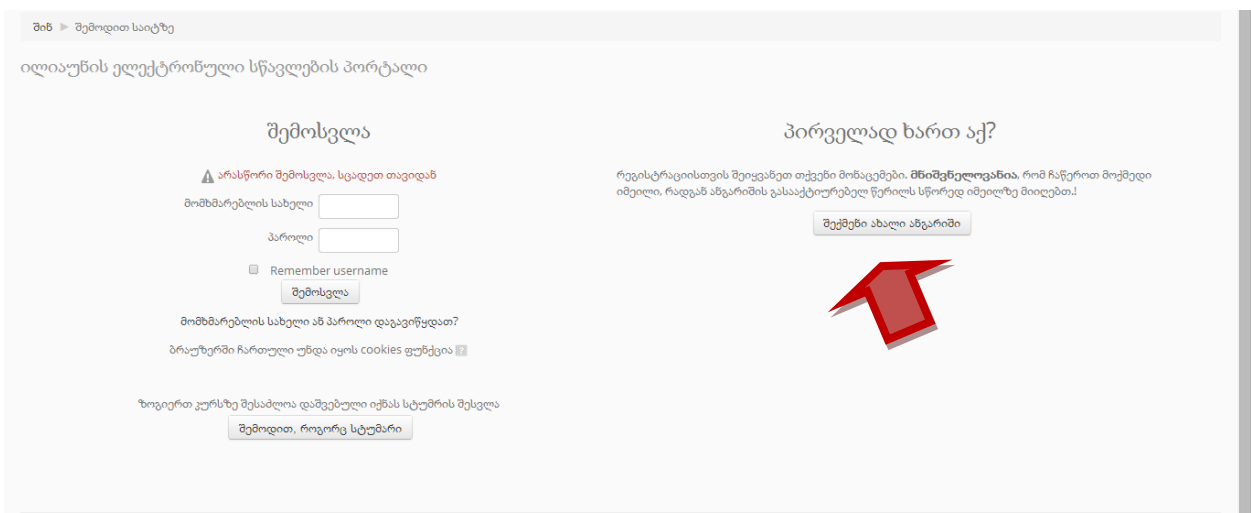 შინ ► შემოდით საიტზე
ილიაუნის ელექტრონული სწავლების პორტალი
შემოსვლა
არასწორი შემოსვლა, სცადეთ თავიდან
მომხმარებლის სახელი
პაროლი
Remember username
შემოსვლა
მომხმარებლის სახელი ან პაროლი დაგავიწყდათ?
ბრაუზერში ჩართული უნდა იყოს cookies ფუნქცია ?
ზოგიერთ კურსზე შესაძლოა დაშვებული იქნას სტუმრის შესვლა
შემოდით, როგორც სტუმარი
პირველად ხართ აქ?
რეგისტრაციისთვის შეიყვანეთ თქვენი მონაცემები. მნიშვნელოვანია, რომ ჩაწეროთ მოქმედი
იმეილი, რადგან ანგარიშის გასააქტიურებელ წერილს სწორედ იმეილზე მიიღებთ.!
შექმენი ახალი ანგარიში